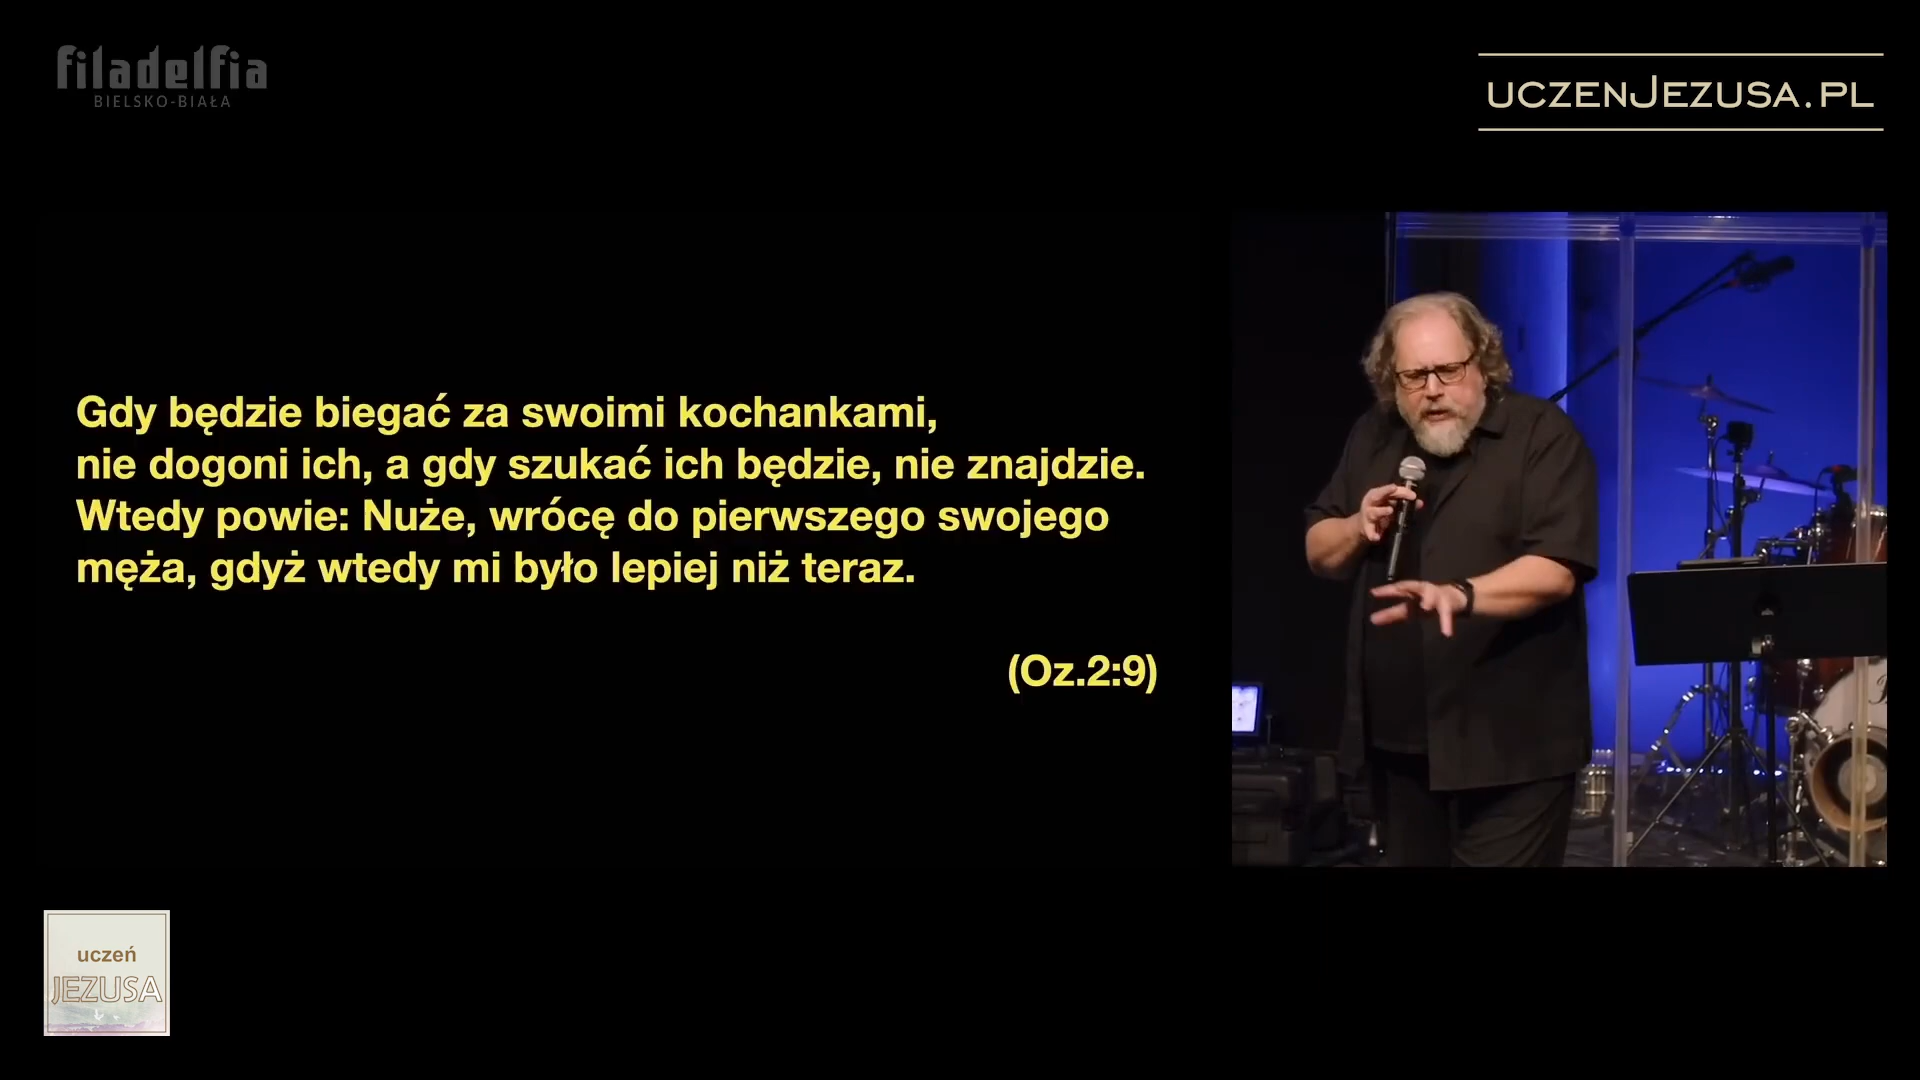 filadelfia
BIELSKO-BIAŁA
UCZENJEZUSA.PL
Gdy będzie biegać za swoimi kochankami,
nie dogoni ich, a gdy szukać ich będzie, nie znajdzie.
Wtedy powie: Nuże, wrócę do pierwszego swojego
męża, gdyż wtedy mi było lepiej niż teraz.
(Oz.2:9)
uczeń
JEZUSA